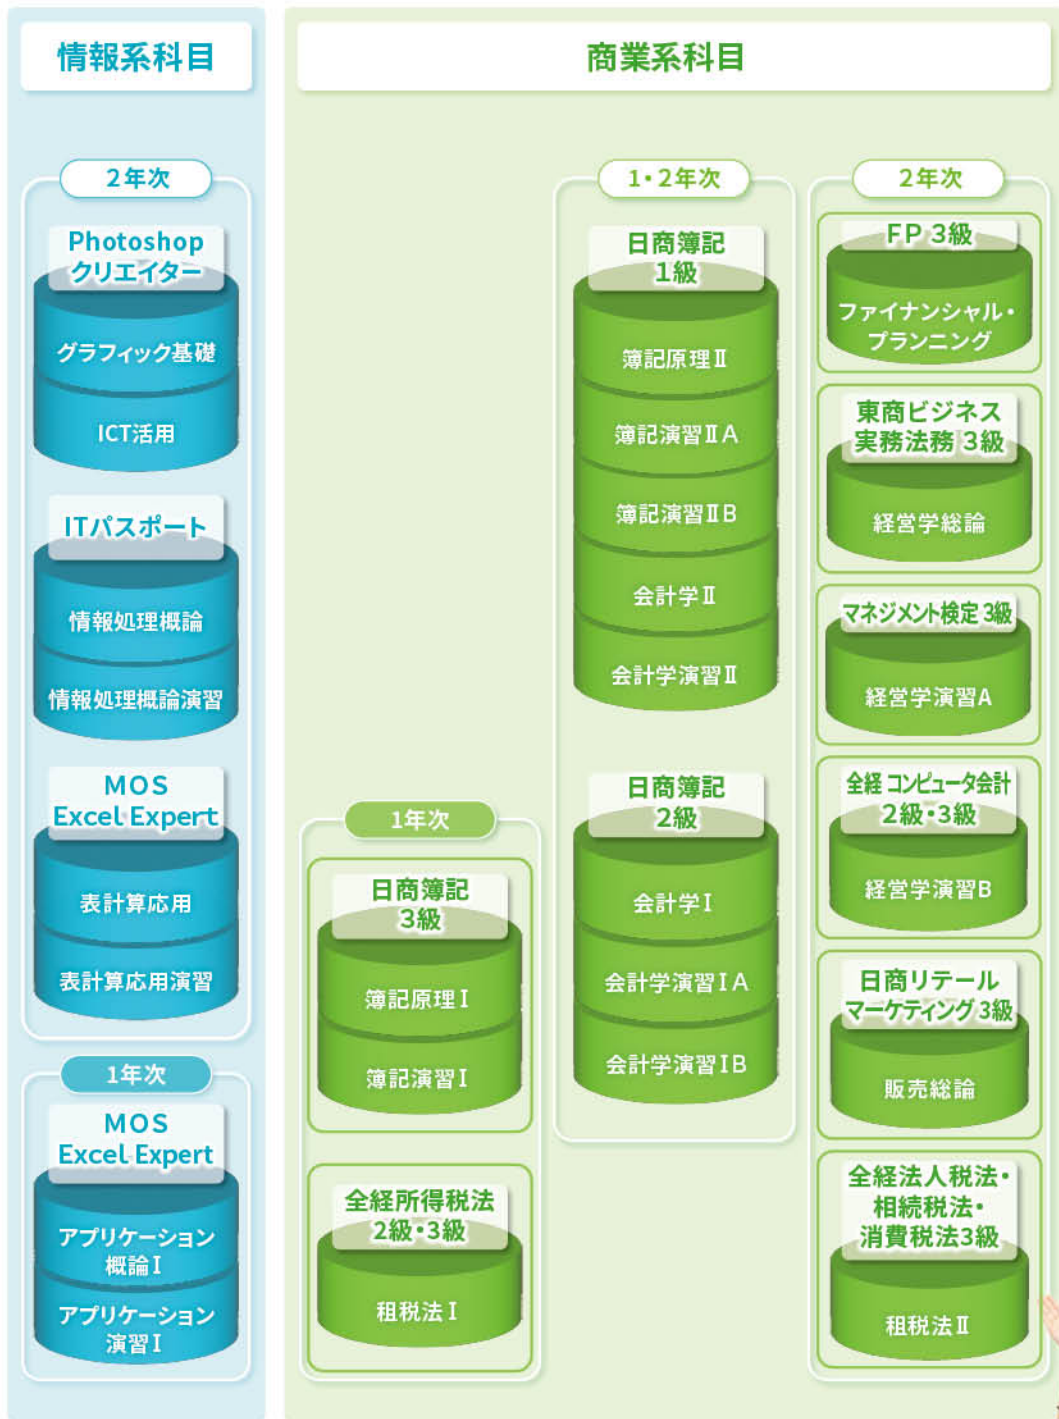 情報系科目
2年次
Photoshop
クリエイター
グラフィック基礎
ICT活用
ITパスポート
情報処理概論
情報処理概論演習
MOS
Excel Expert
表計算応用
表計算応用演習
1年次
MOS
Excel Expert
アプリケーション
概論Ⅰ
アプリケーション
演習Ⅰ
商業系科目
1年次
日商簿記
3級
簿記原理Ⅰ
簿記演習Ⅰ
全経所得税法
2級・3級
租税法Ⅰ
1・2年次
日商簿記
1級
簿記原理Ⅱ
簿記演習ⅡA
簿記演習ⅡB
会計学Ⅱ
会計学演習Ⅱ
日商簿記
2級
会計学Ⅰ
会計学演習ⅠA
会計学演習ⅠB
2年次
FP 3級
ファイナンシャル・
プランニング
東商ビジネス
実務法務 3級
経営学総論
マネジメント検定 3級
経営学演習A
全経 コンピュータ会計
2級・3級
経営学演習B
日商リテール
マーケティング 3級
販売総論
全経法人税法・
相続税法・
消費税法3級
租税法Ⅱ